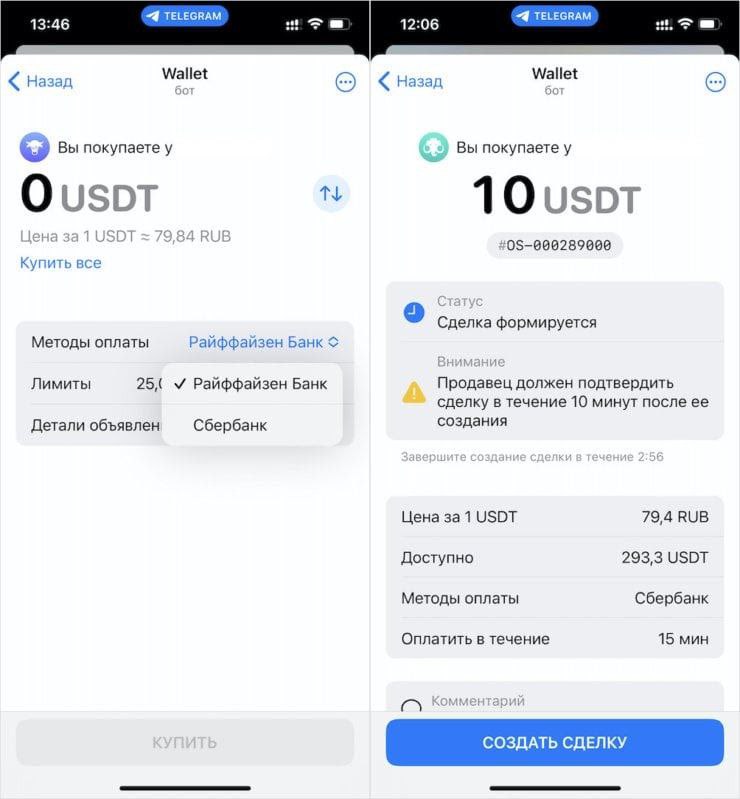 13:46
TELEGRAM
Назад
Wallet
бот
Вы покупаете у
0 USDT
Цена за 1 USDT ≈ 79,84 RUB
Купить все
Методы оплаты
Райффайзен Банк
Лимиты
25,0
✓ Райффайзен Банк
Детали объявлен
Сбербанк
КУПИТЬ
12:06
TELEGRAM
Назад
Wallet
бот
Вы покупаете у
10 USDT
#OS-000289000
Статус
Сделка формируется
Внимание
Продавец должен подтвердить
сделку в течение 10 минут после ее
создания
Завершите создание сделки в течение 2:56
Цена за 1 USDT 79,4 RUB
Доступно 293,3 USDT
Методы оплаты Сбербанк
Оплатить в течение 15 мин
Комментарий
СОЗДАТЬ СДЕЛКУ